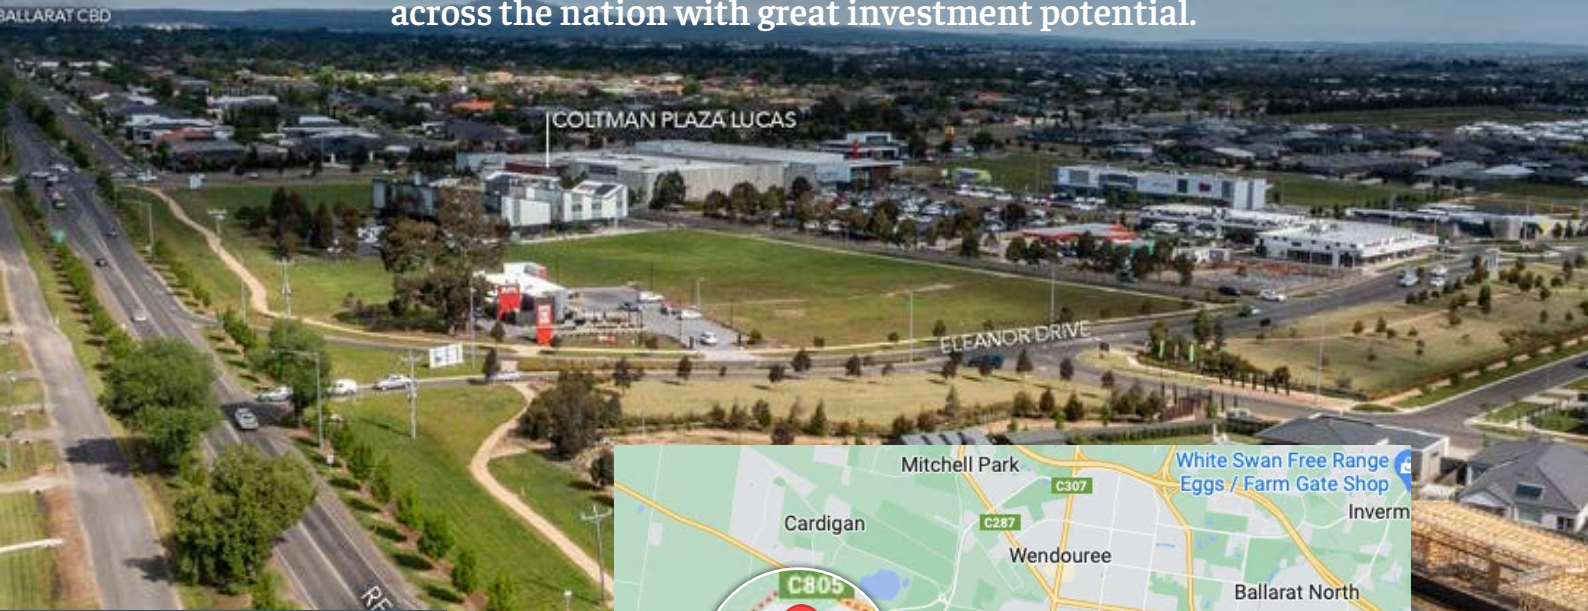 BALLARAT CBD
across the nation with great investment potential.
COLTMAN PLAZA LUCAS
ELEANOR DRIVE
Mitchell Park
C307
White Swan Free Range
Eggs / Farm Gate Shop
Cardigan
C287
Inverm
Wendouree
C805
Ballarat North
RE